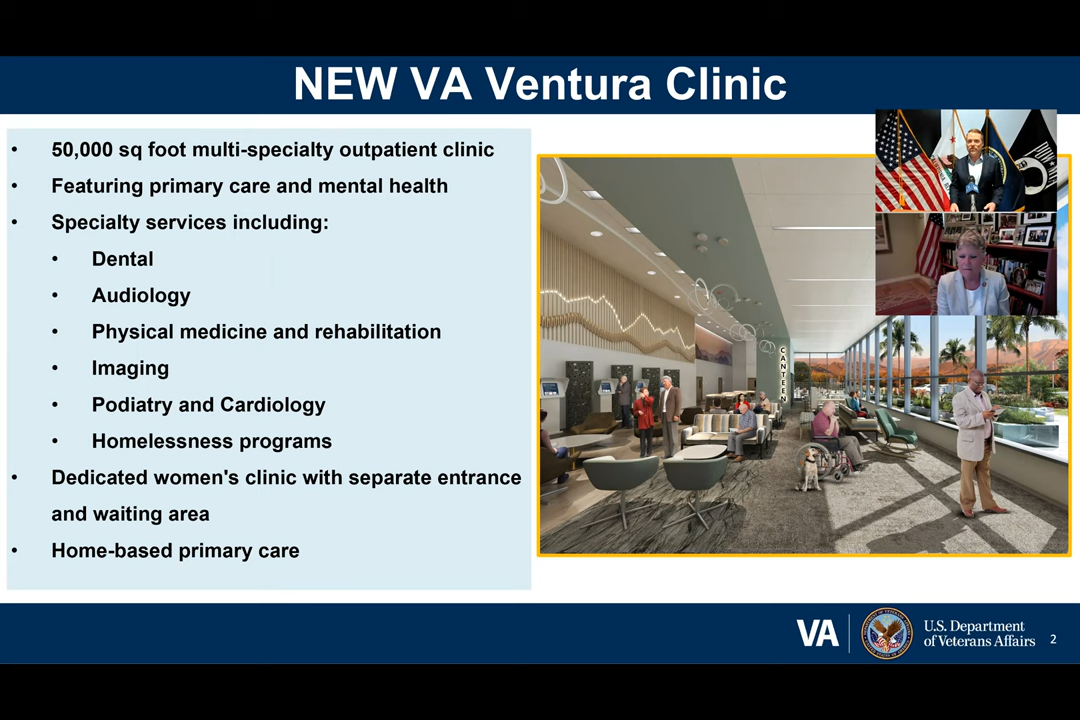 NEW VA Ventura Clinic
• 50,000 sq foot multi-specialty outpatient clinic
• Featuring primary care and mental health
• Specialty services including:
• Dental
• Audiology
• Physical medicine and rehabilitation
• Imaging
• Podiatry and Cardiology
• Homelessness programs
• Dedicated women's clinic with separate entrance
and waiting area
• Home-based primary care
CANTEEN
VA
U.S. Department
of Veterans Affairs
2